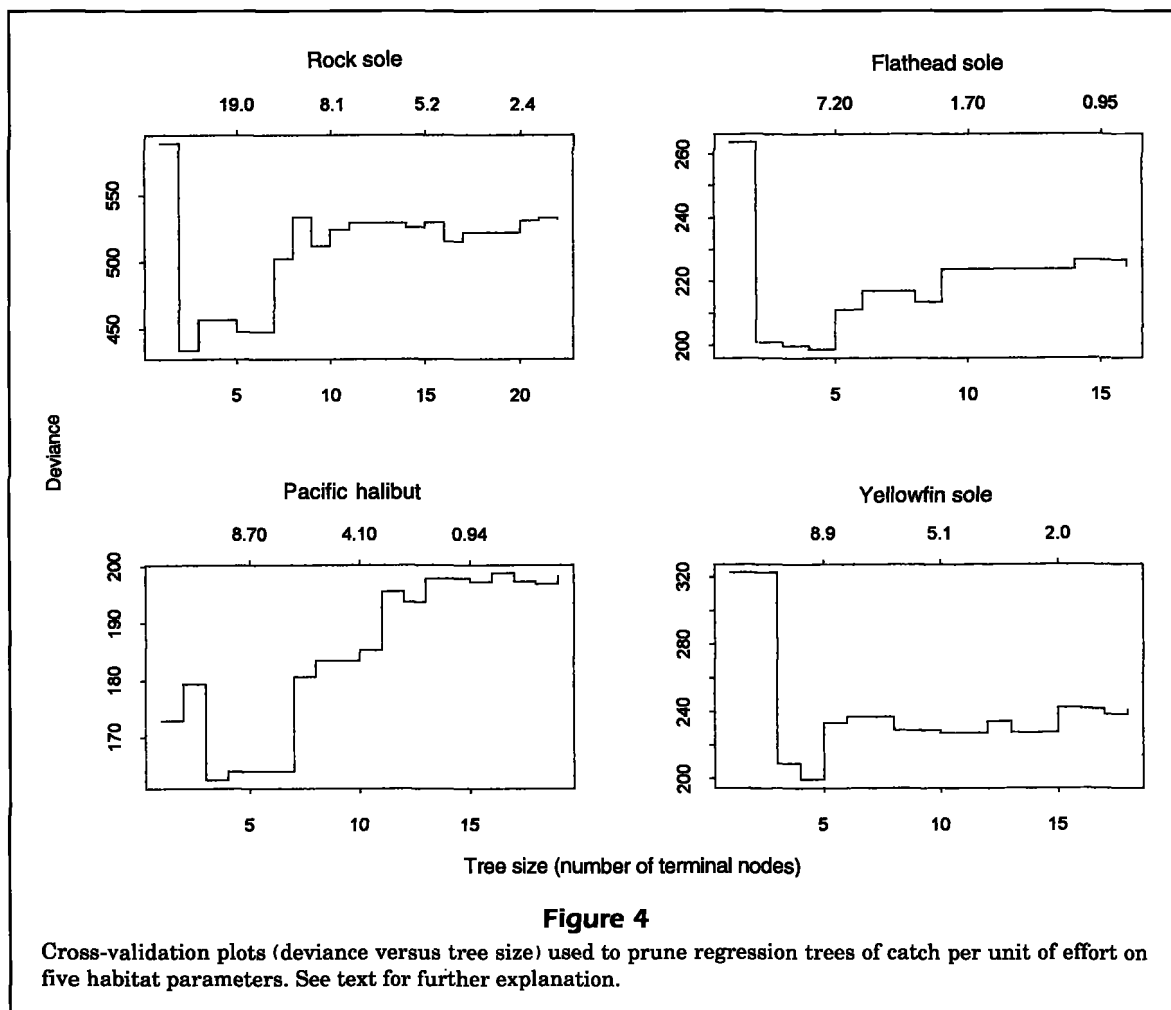 Rock sole
19.0 8.1 5.2 2.4
550
500
450
5 10 15 20
Flathead sole
7.20 1.70 0.95
260
240
220
200
5 10 15
Deviance
Pacific halibut
8.70 4.10 0.94
200
190
180
170
5 10 15
Yellowfin sole
8.9 5.1 2.0
320
280
240
200
5 10 15
Tree size (number of terminal nodes)
Figure 4
Cross-validation plots (deviance versus tree size) used to prune regression trees of catch per unit of effort on
five habitat parameters. See text for further explanation.